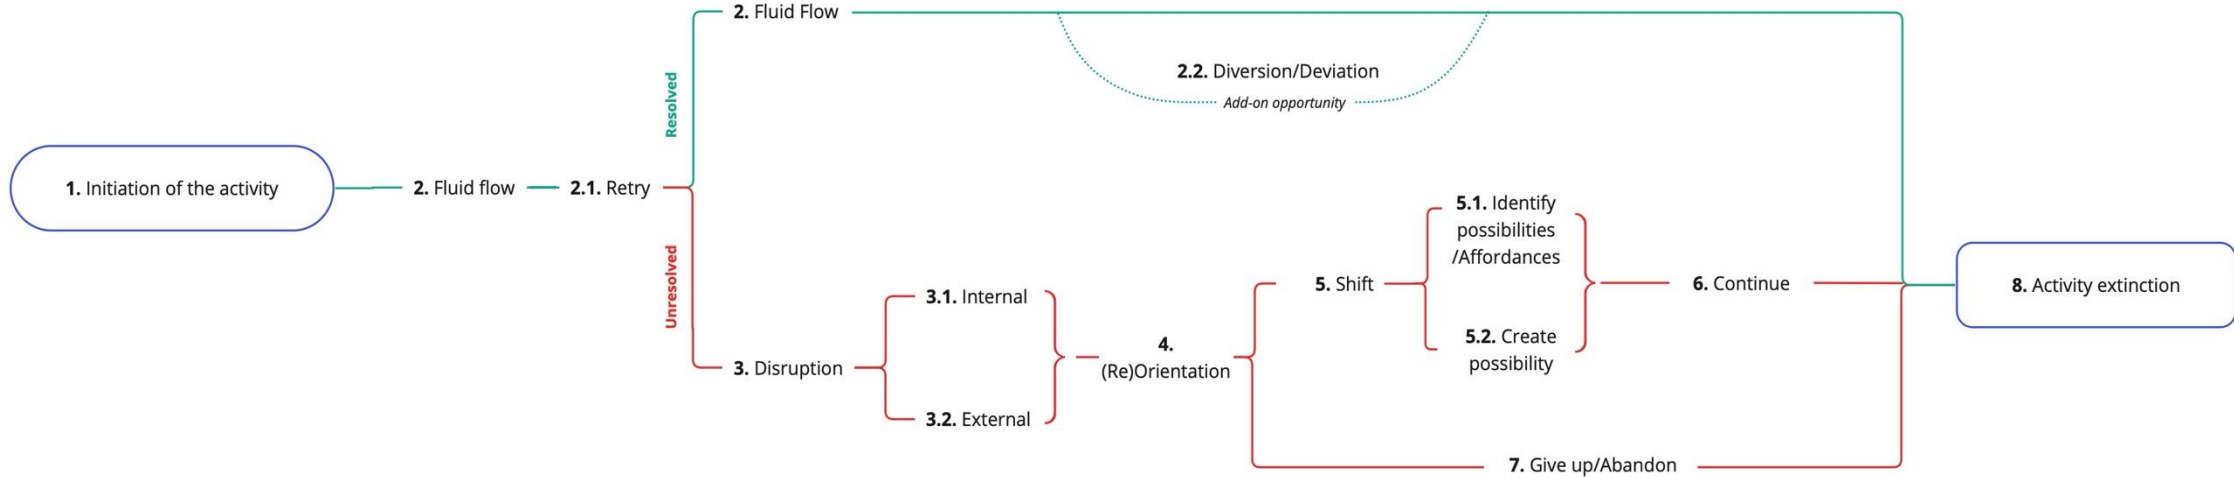 2. Fluid Flow
2.2. Diversion/Deviation
Add-on opportunity
Resolved
1. Initiation of the activity
2. Fluid flow
2.1. Retry
Unresolved
3. Disruption
3.1. Internal
3.2. External
4.
(Re)Orientation
5. Shift
5.1. Identify
possibilities
/Affordances
5.2. Create
possibility
6. Continue
7. Give up/Abandon
8. Activity extinction